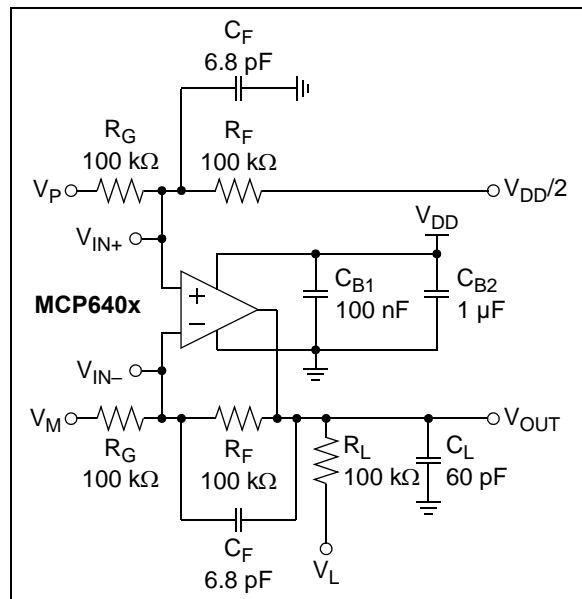 C_F
6.8 pF
R_G
100 kΩ
R_F
100 kΩ
V_P
V_DD/2
V_IN+
V_DD
MCP640x
C_B1
100 nF
C_B2
1 µF
V_IN–
V_M
V_OUT
R_G
100 kΩ
R_F
100 kΩ
R_L
100 kΩ
C_L
60 pF
C_F
6.8 pF
V_L